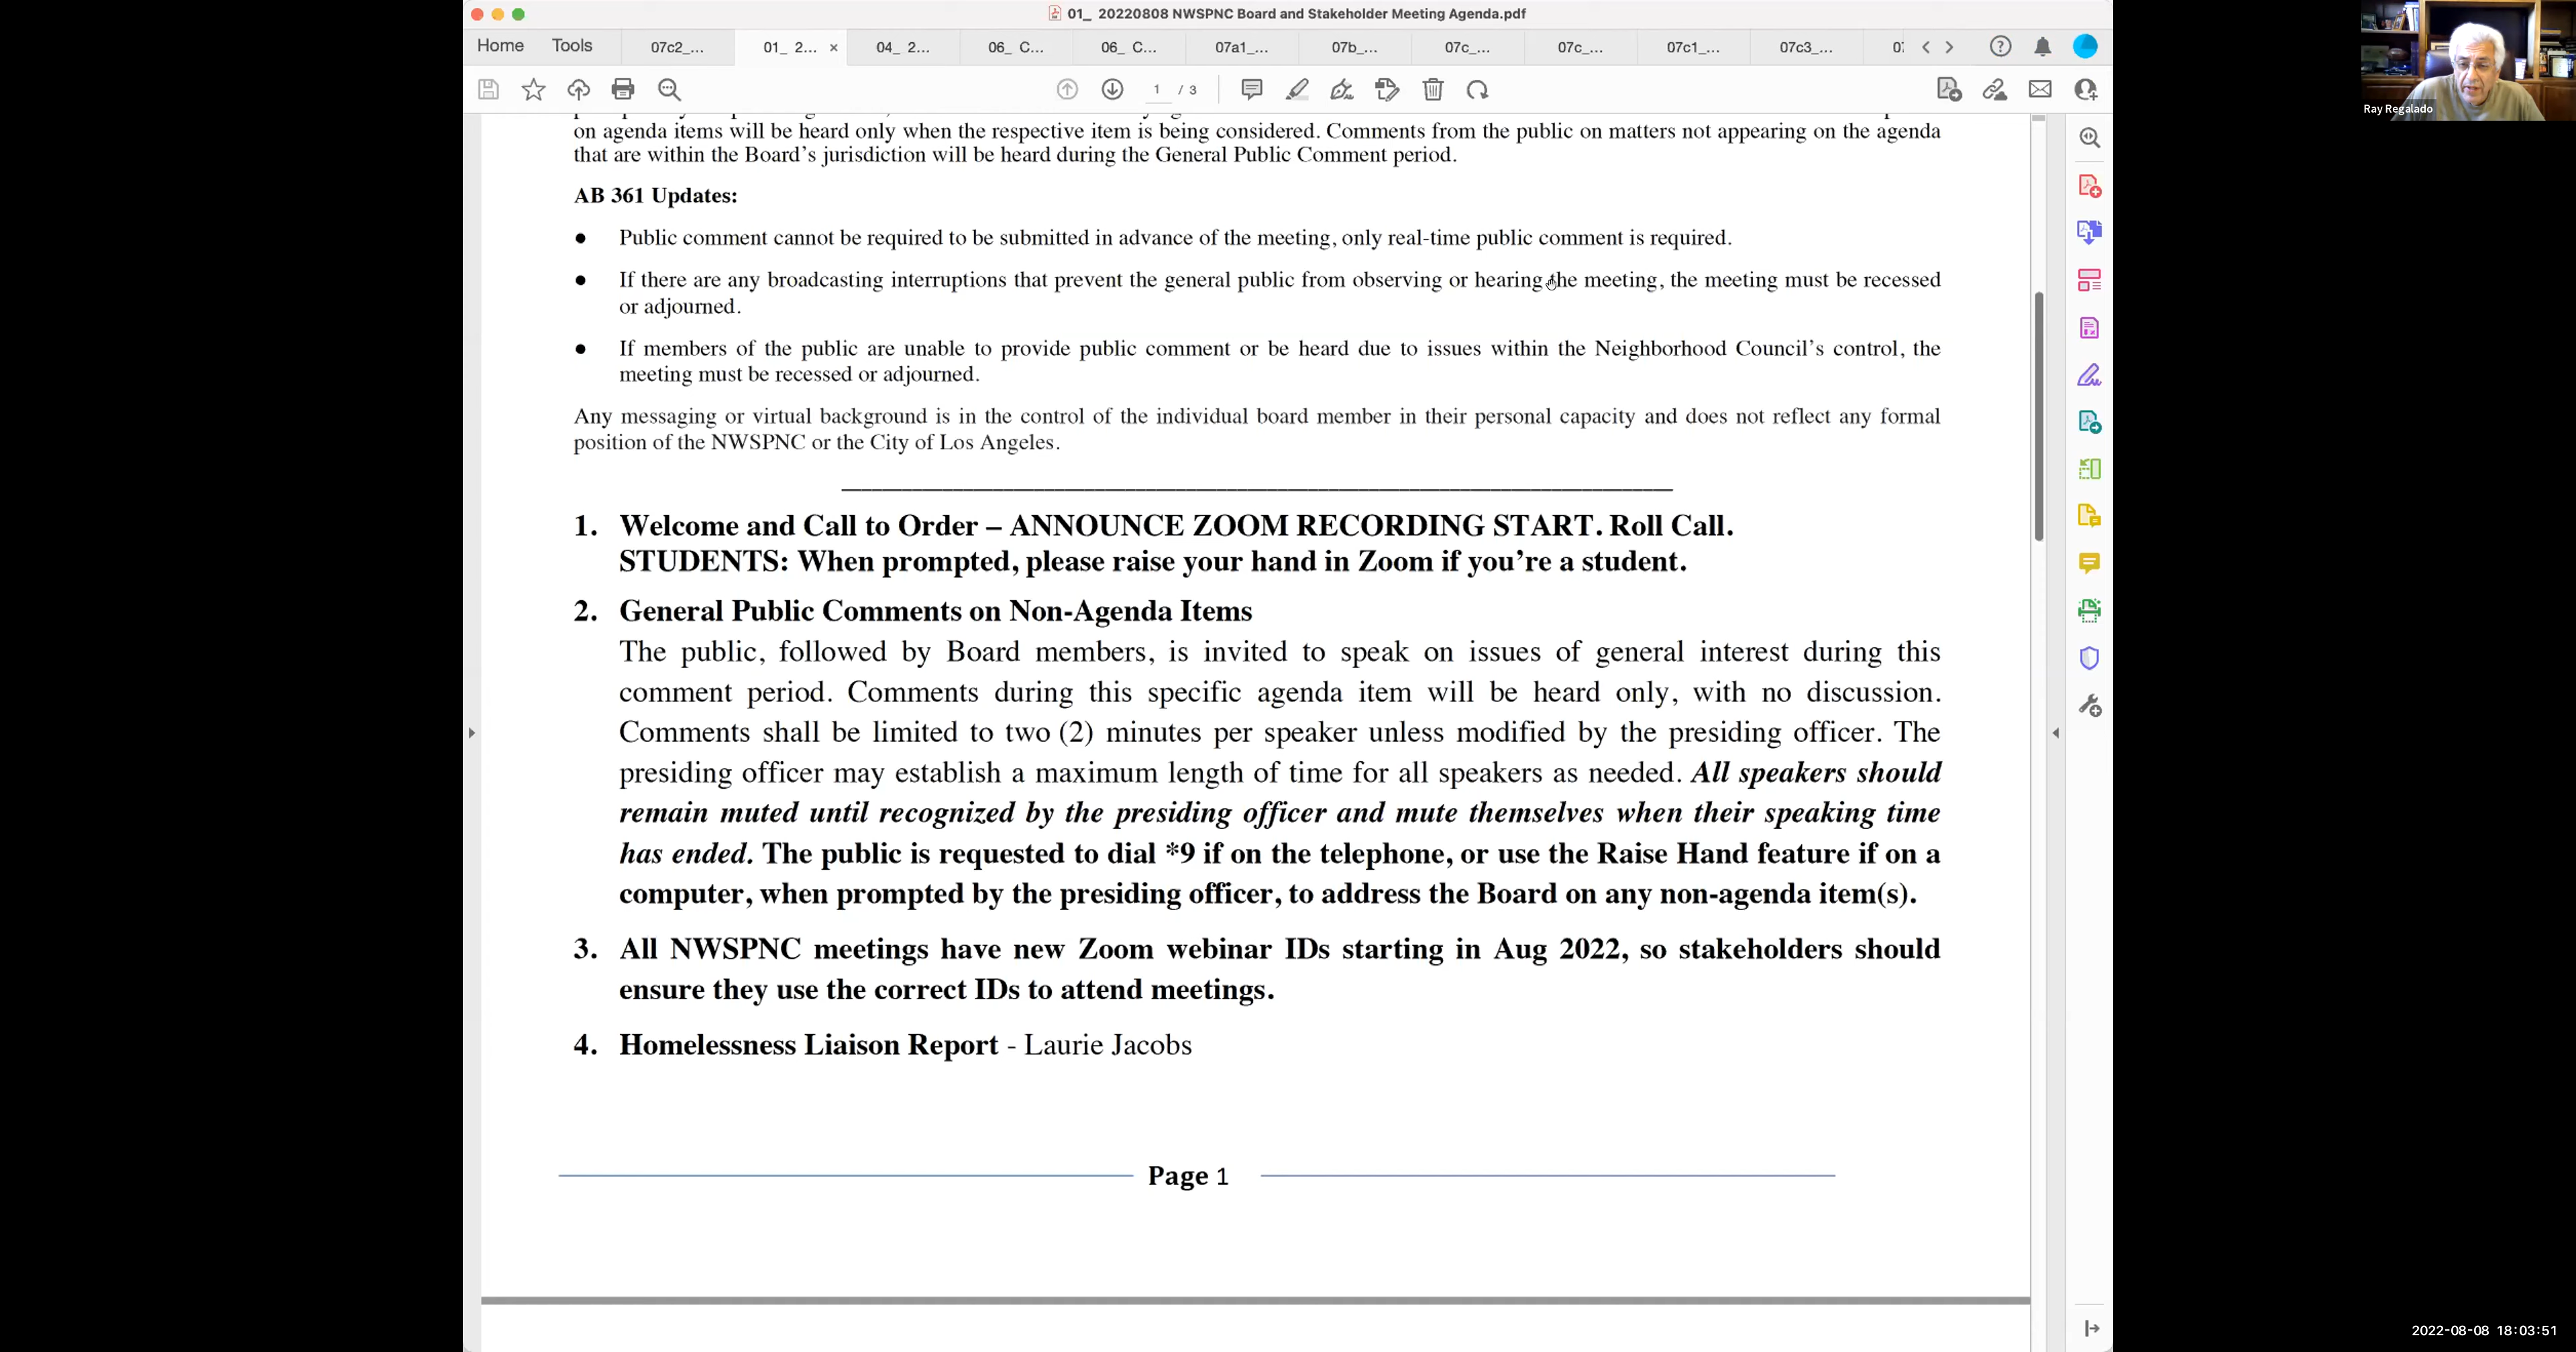 01_ 20220808 NWSPNC Board and Stakeholder Meeting Agenda.pdf
Home Tools 07c2_... 01_ 2... × 04_ 2... 06_ C... 06_ C... 07a1_... 07b_... 07c_... 07c_... 07c1_... 07c3_...
1 / 3
Ray Regalado
on agenda items will be heard only when the respective item is being considered. Comments from the public on matters not appearing on the agenda
that are within the Board's jurisdiction will be heard during the General Public Comment period.
AB 361 Updates:
● Public comment cannot be required to be submitted in advance of the meeting, only real-time public comment is required.
● If there are any broadcasting interruptions that prevent the general public from observing or hearing the meeting, the meeting must be recessed
or adjourned.
● If members of the public are unable to provide public comment or be heard due to issues within the Neighborhood Council's control, the
meeting must be recessed or adjourned.
Any messaging or virtual background is in the control of the individual board member in their personal capacity and does not reflect any formal
position of the NWSPNC or the City of Los Angeles.
1. Welcome and Call to Order – ANNOUNCE ZOOM RECORDING START. Roll Call.
STUDENTS: When prompted, please raise your hand in Zoom if you're a student.
2. General Public Comments on Non-Agenda Items
The public, followed by Board members, is invited to speak on issues of general interest during this
comment period. Comments during this specific agenda item will be heard only, with no discussion.
Comments shall be limited to two (2) minutes per speaker unless modified by the presiding officer. The
presiding officer may establish a maximum length of time for all speakers as needed. All speakers should
remain muted until recognized by the presiding officer and mute themselves when their speaking time
has ended. The public is requested to dial *9 if on the telephone, or use the Raise Hand feature if on a
computer, when prompted by the presiding officer, to address the Board on any non-agenda item(s).
3. All NWSPNC meetings have new Zoom webinar IDs starting in Aug 2022, so stakeholders should
ensure they use the correct IDs to attend meetings.
4. Homelessness Liaison Report - Laurie Jacobs
Page 1
2022-08-08 18:03:51